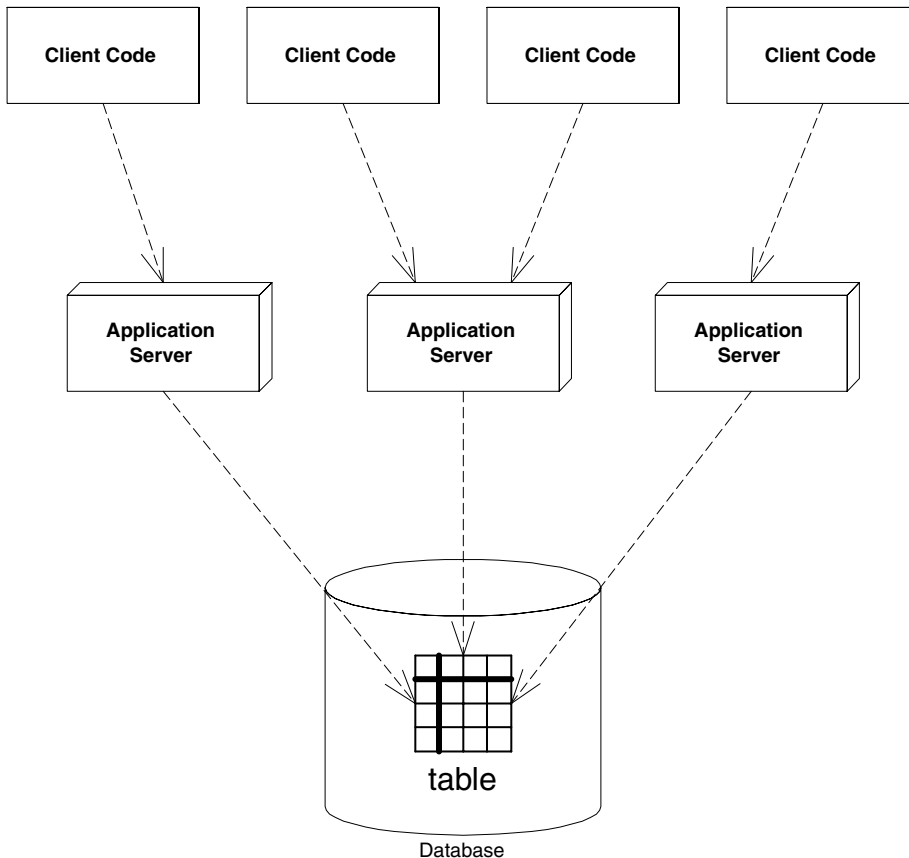 Client Code
Client Code
Client Code
Client Code
Application
Server
Application
Server
Application
Server
table
Database